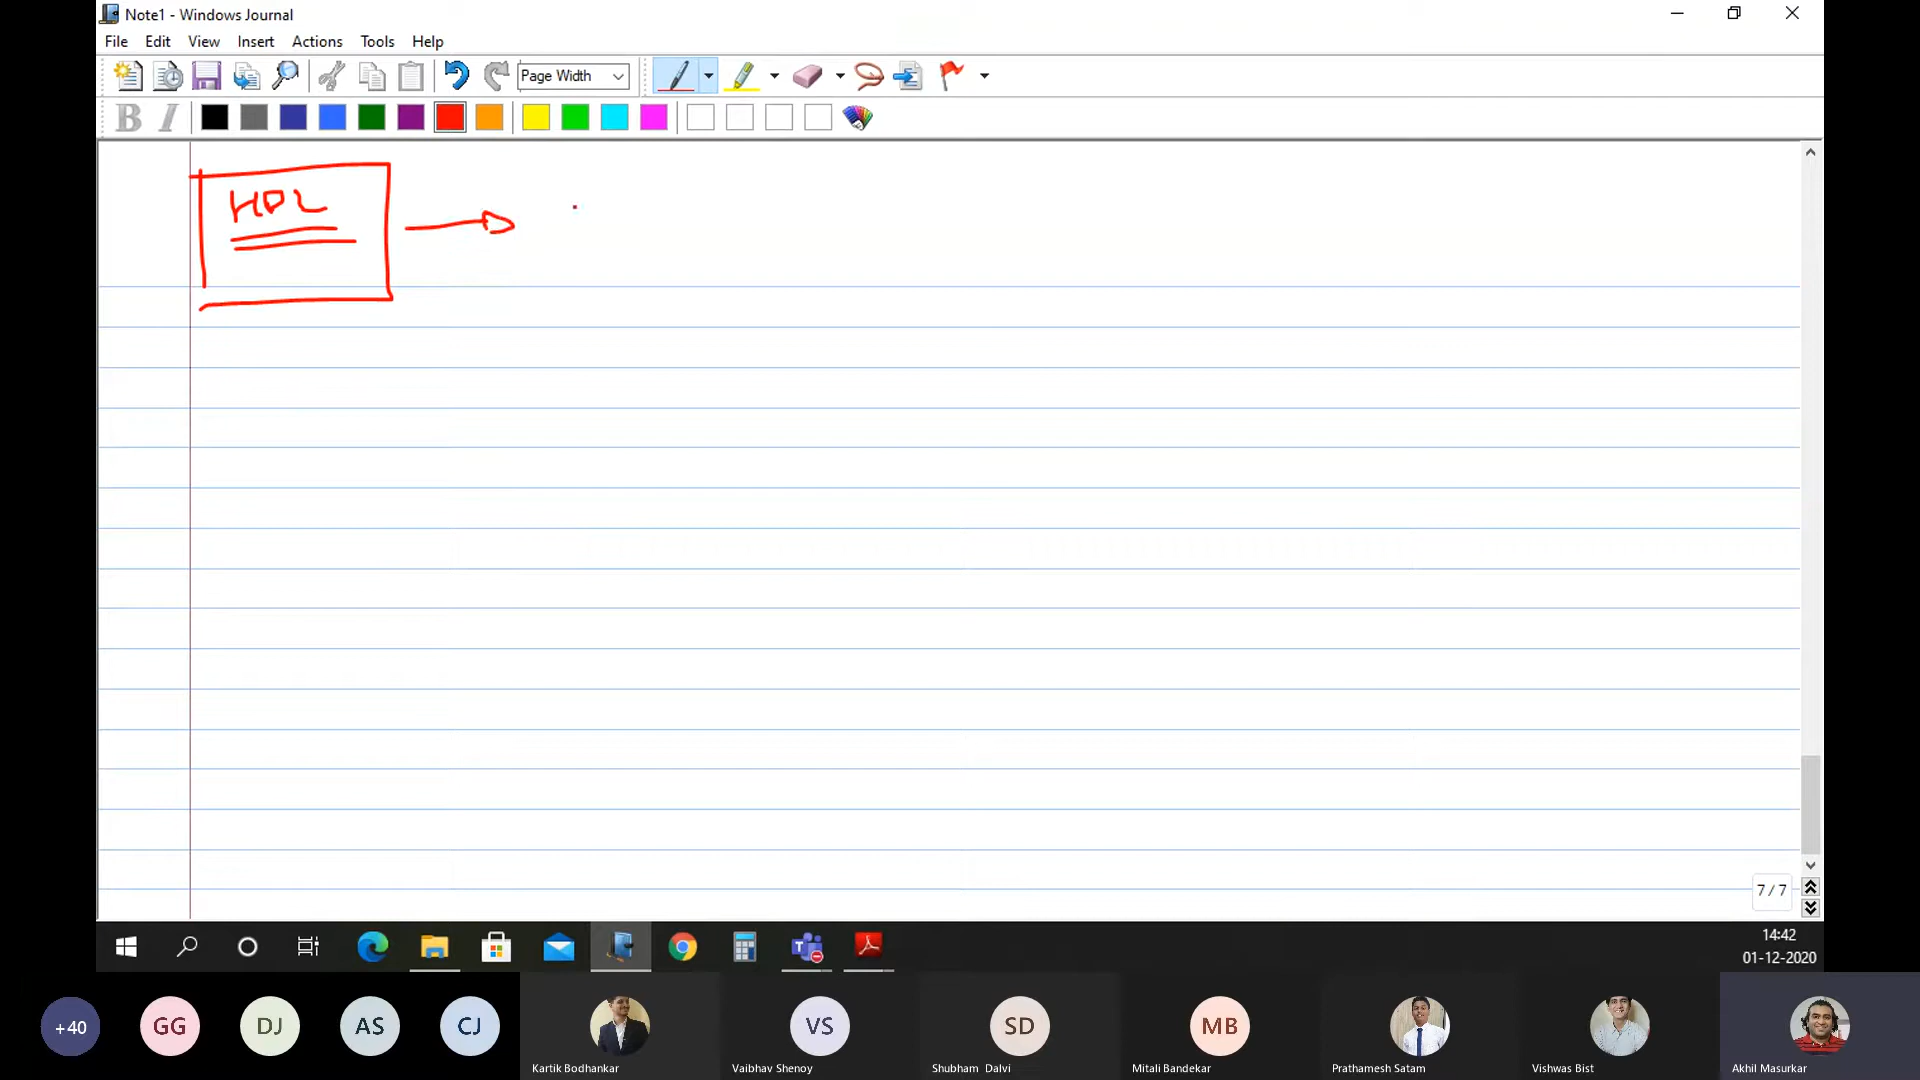 Note1 - Windows Journal
File Edit View Insert Actions Tools Help
Page Width
B I
HDL
7 / 7
14:42
01-12-2020
+40 GG DJ AS CJ VS SD MB
Kartik Bodhankar Vaibhav Shenoy Shubham Dalvi Mitali Bandekar Prathamesh Satam Vishwas Bist Akhil Masurkar